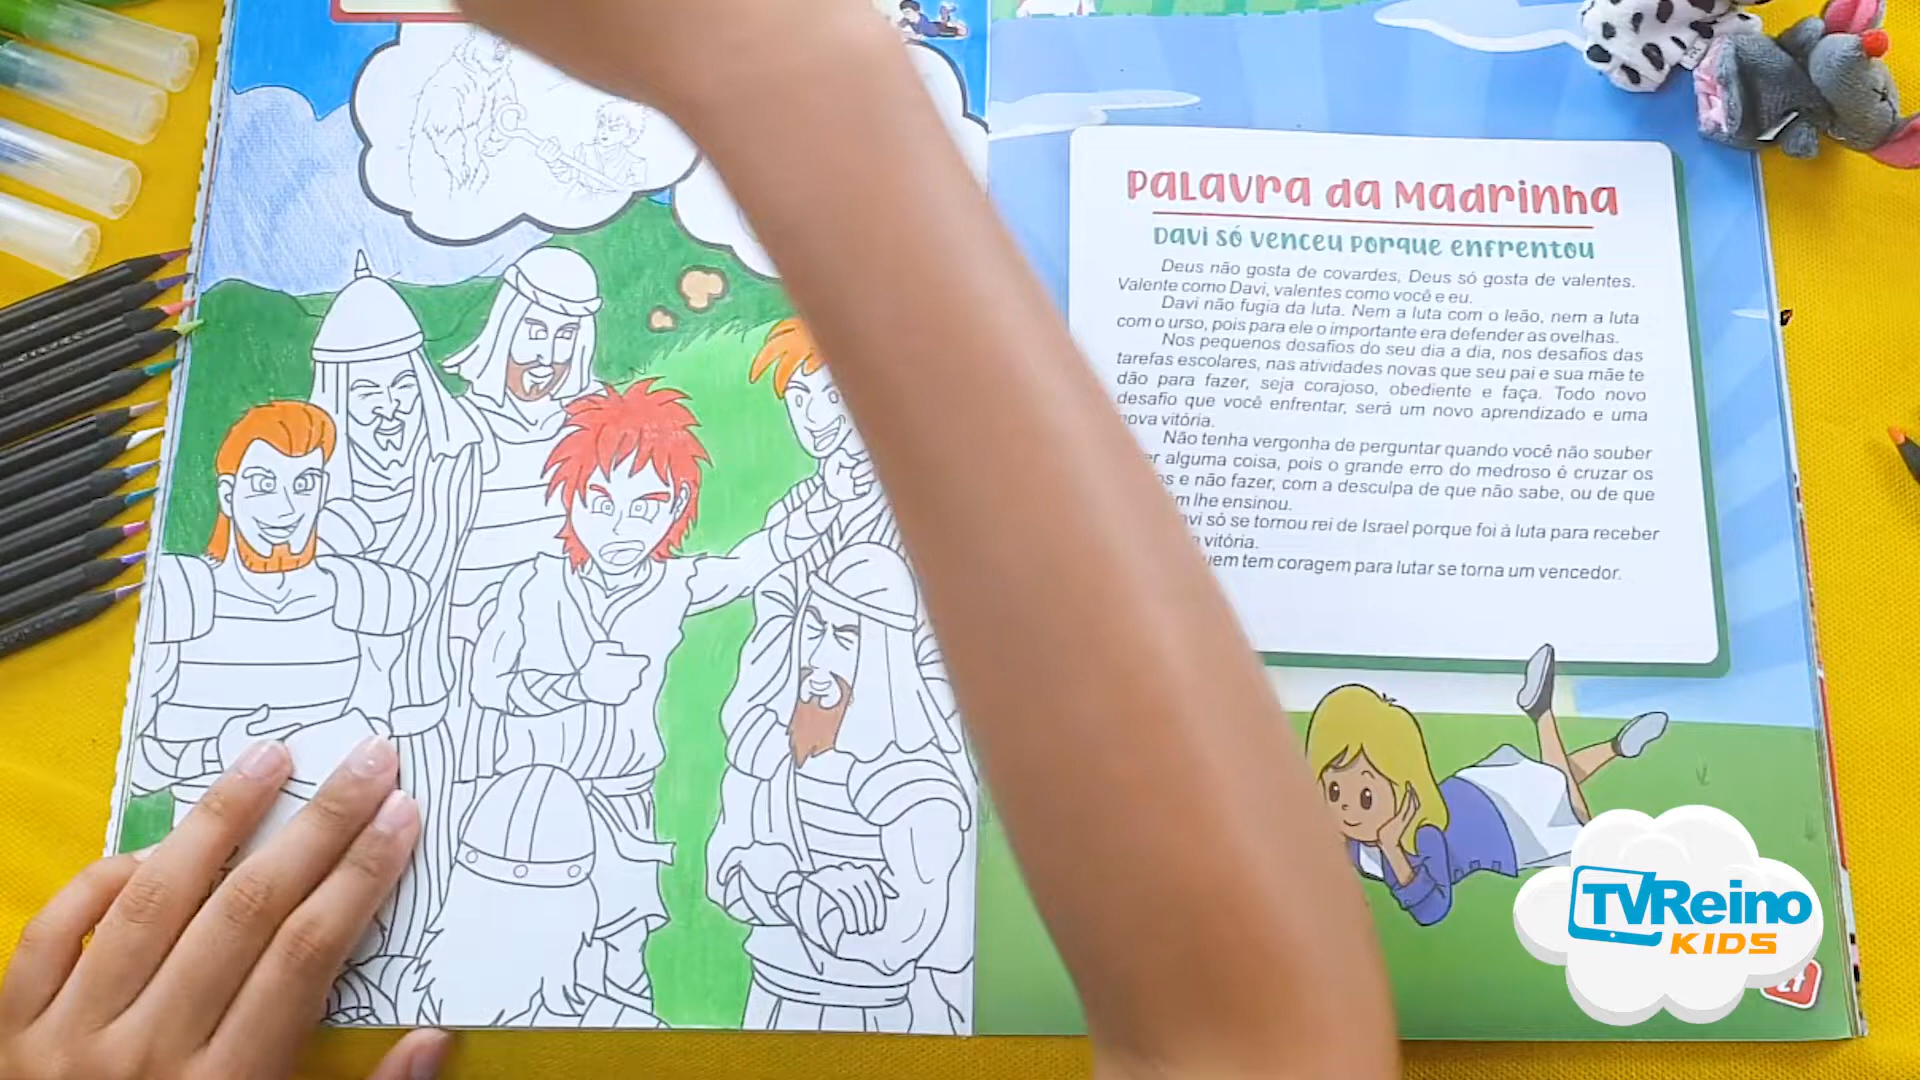 Palavra da Madrinha
Davi só venceu porque enfrentou
Deus não gosta de covardes, Deus só gosta de valentes.
Valente como Davi, valentes como você e eu.
Davi não fugia da luta. Nem a luta com o leão, nem a luta
com o urso, pois para ele o importante era defender as ovelhas.
Nos pequenos desafios do seu dia a dia, nos desafios das
tarefas escolares, nas atividades novas que seu pai e sua mãe te
dão para fazer, seja corajoso, obediente e faça. Todo novo
desafio que você enfrentar, será um novo aprendizado e uma
nova vitória.
Não tenha vergonha de perguntar quando você não souber
alguma coisa, pois o grande erro do medroso é cruzar os
e não fazer, com a desculpa de que não sabe, ou de que
lhe ensinou.
só se tornou rei de Israel porque foi à luta para receber
vitória.
tem coragem para lutar se torna um vencedor.
TVReino
KIDS